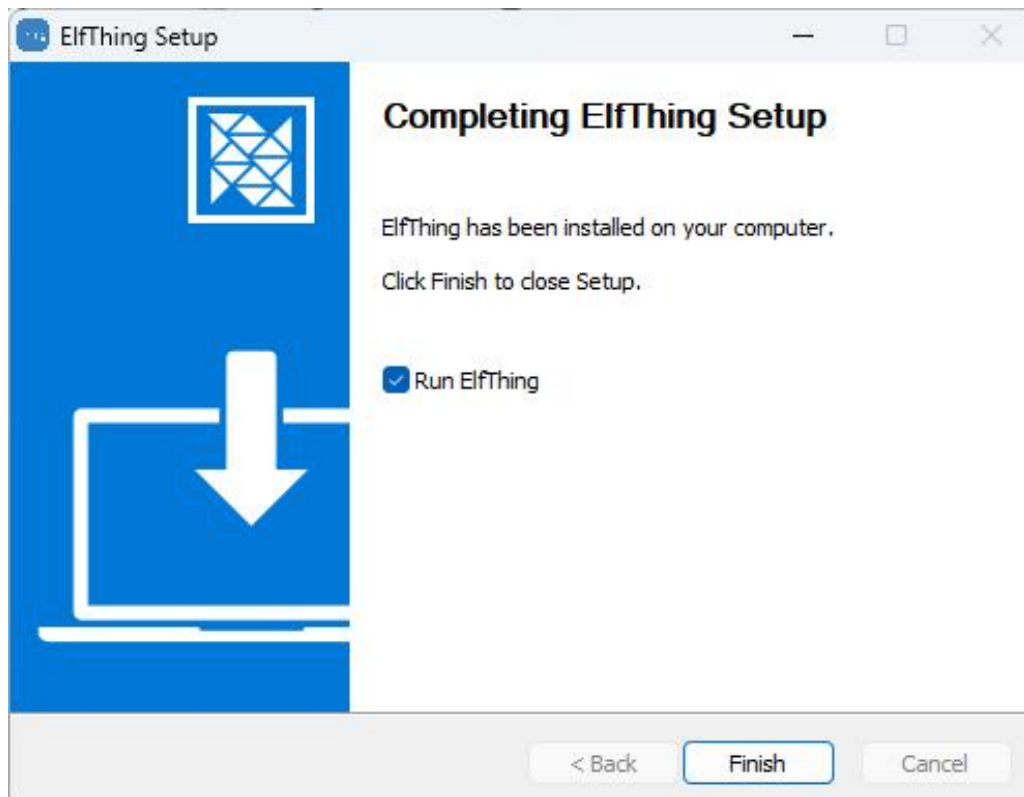 ElfThing Setup
Completing ElfThing Setup
ElfThing has been installed on your computer.
Click Finish to close Setup.
Run ElfThing
< Back
Finish
Cancel